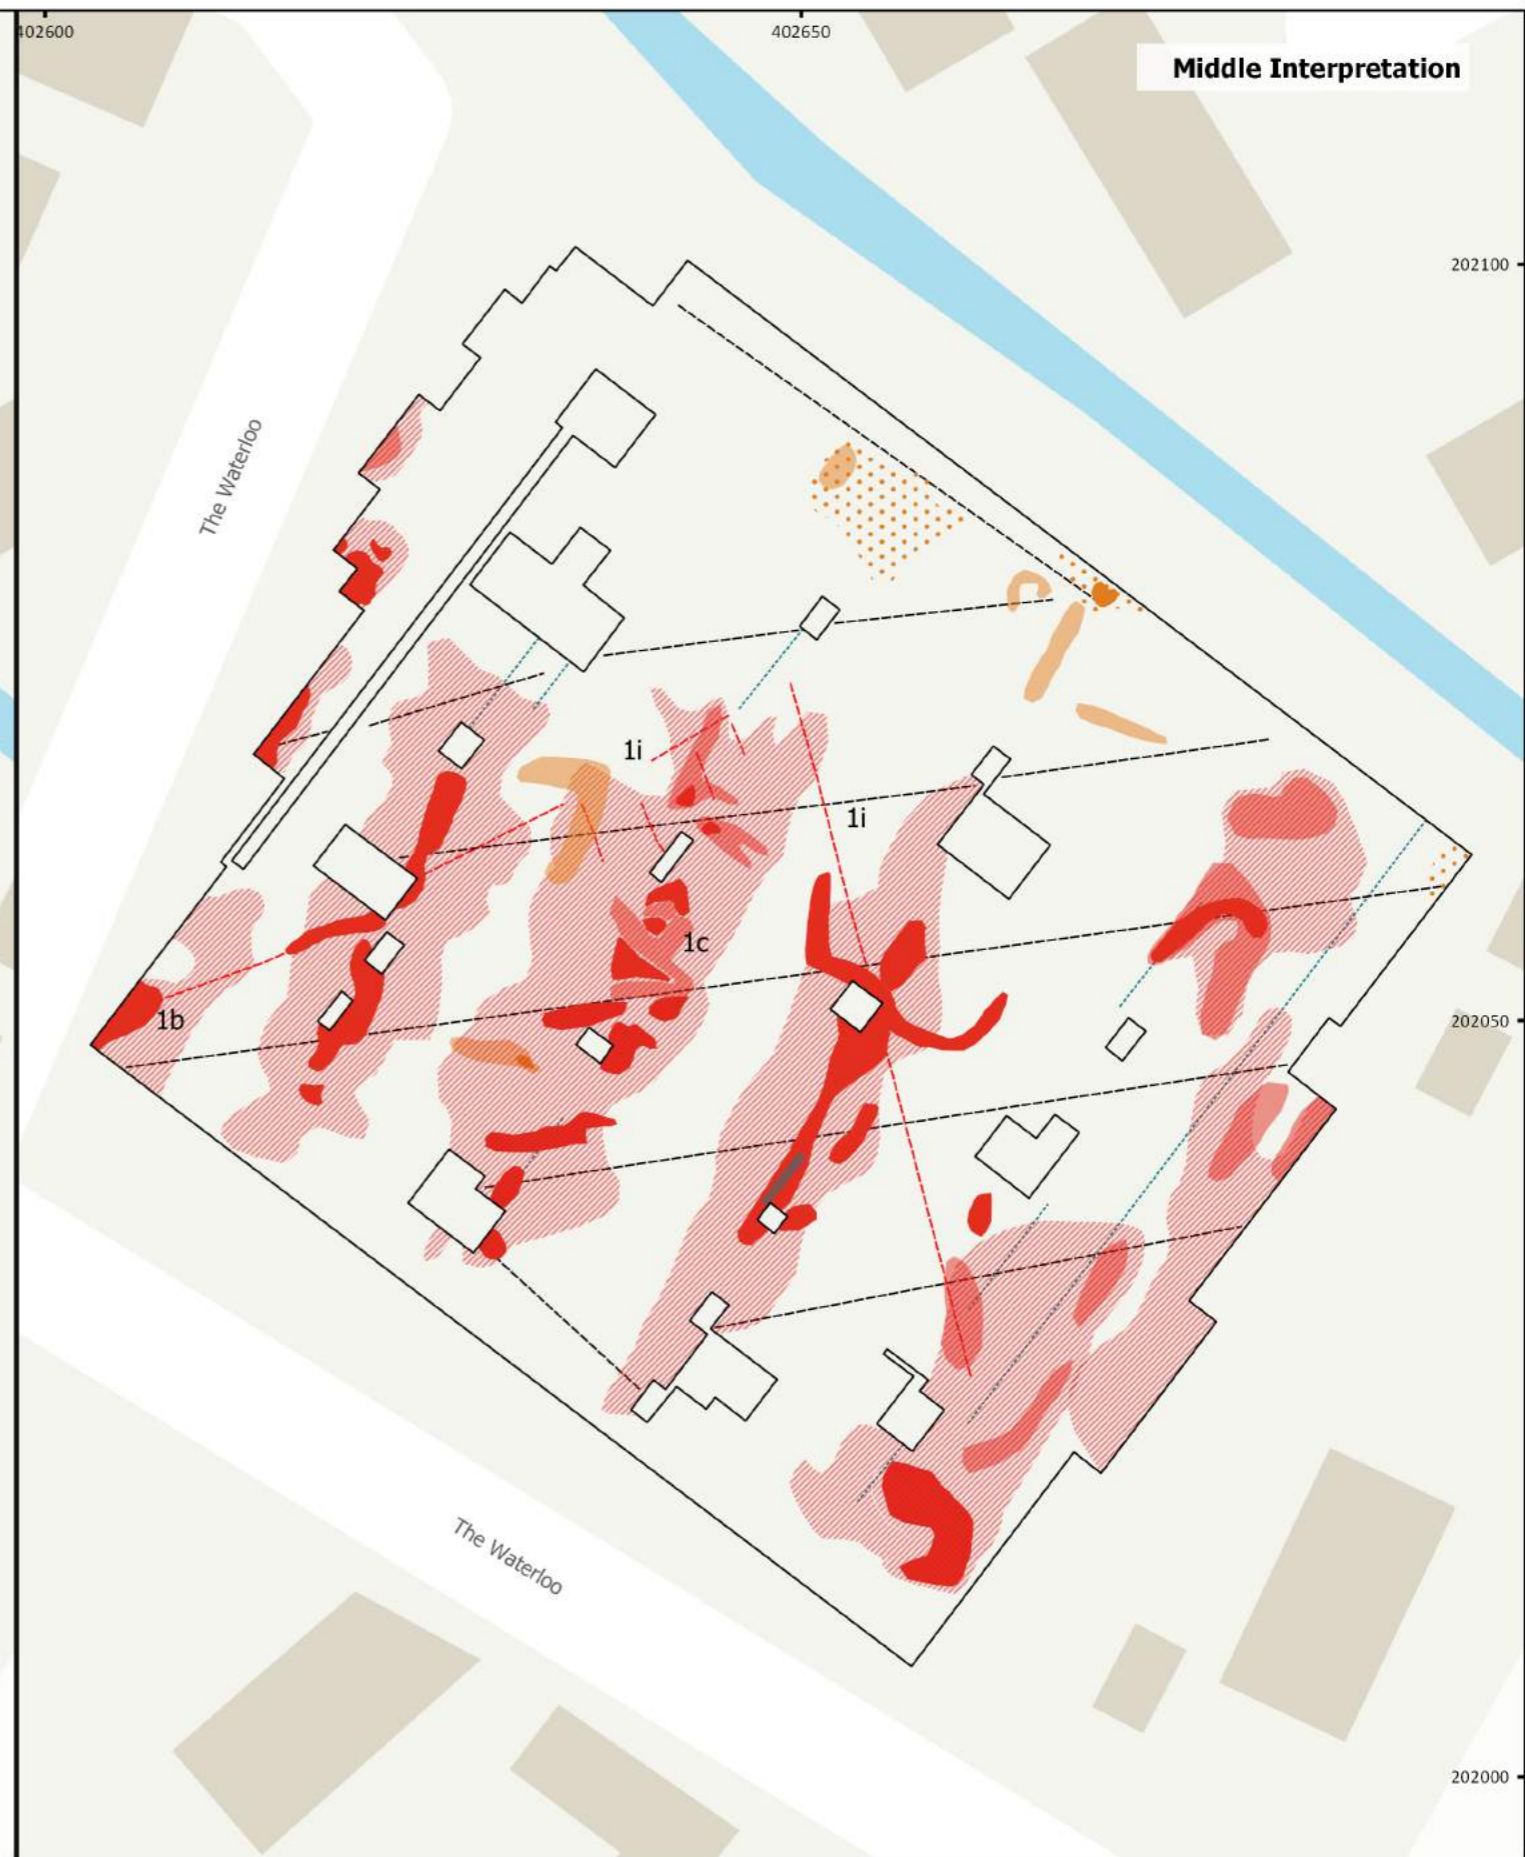 402600
402650
Middle Interpretation
202100
The Waterloo
1i
1i
1c
1b
202050
The Waterloo
202000